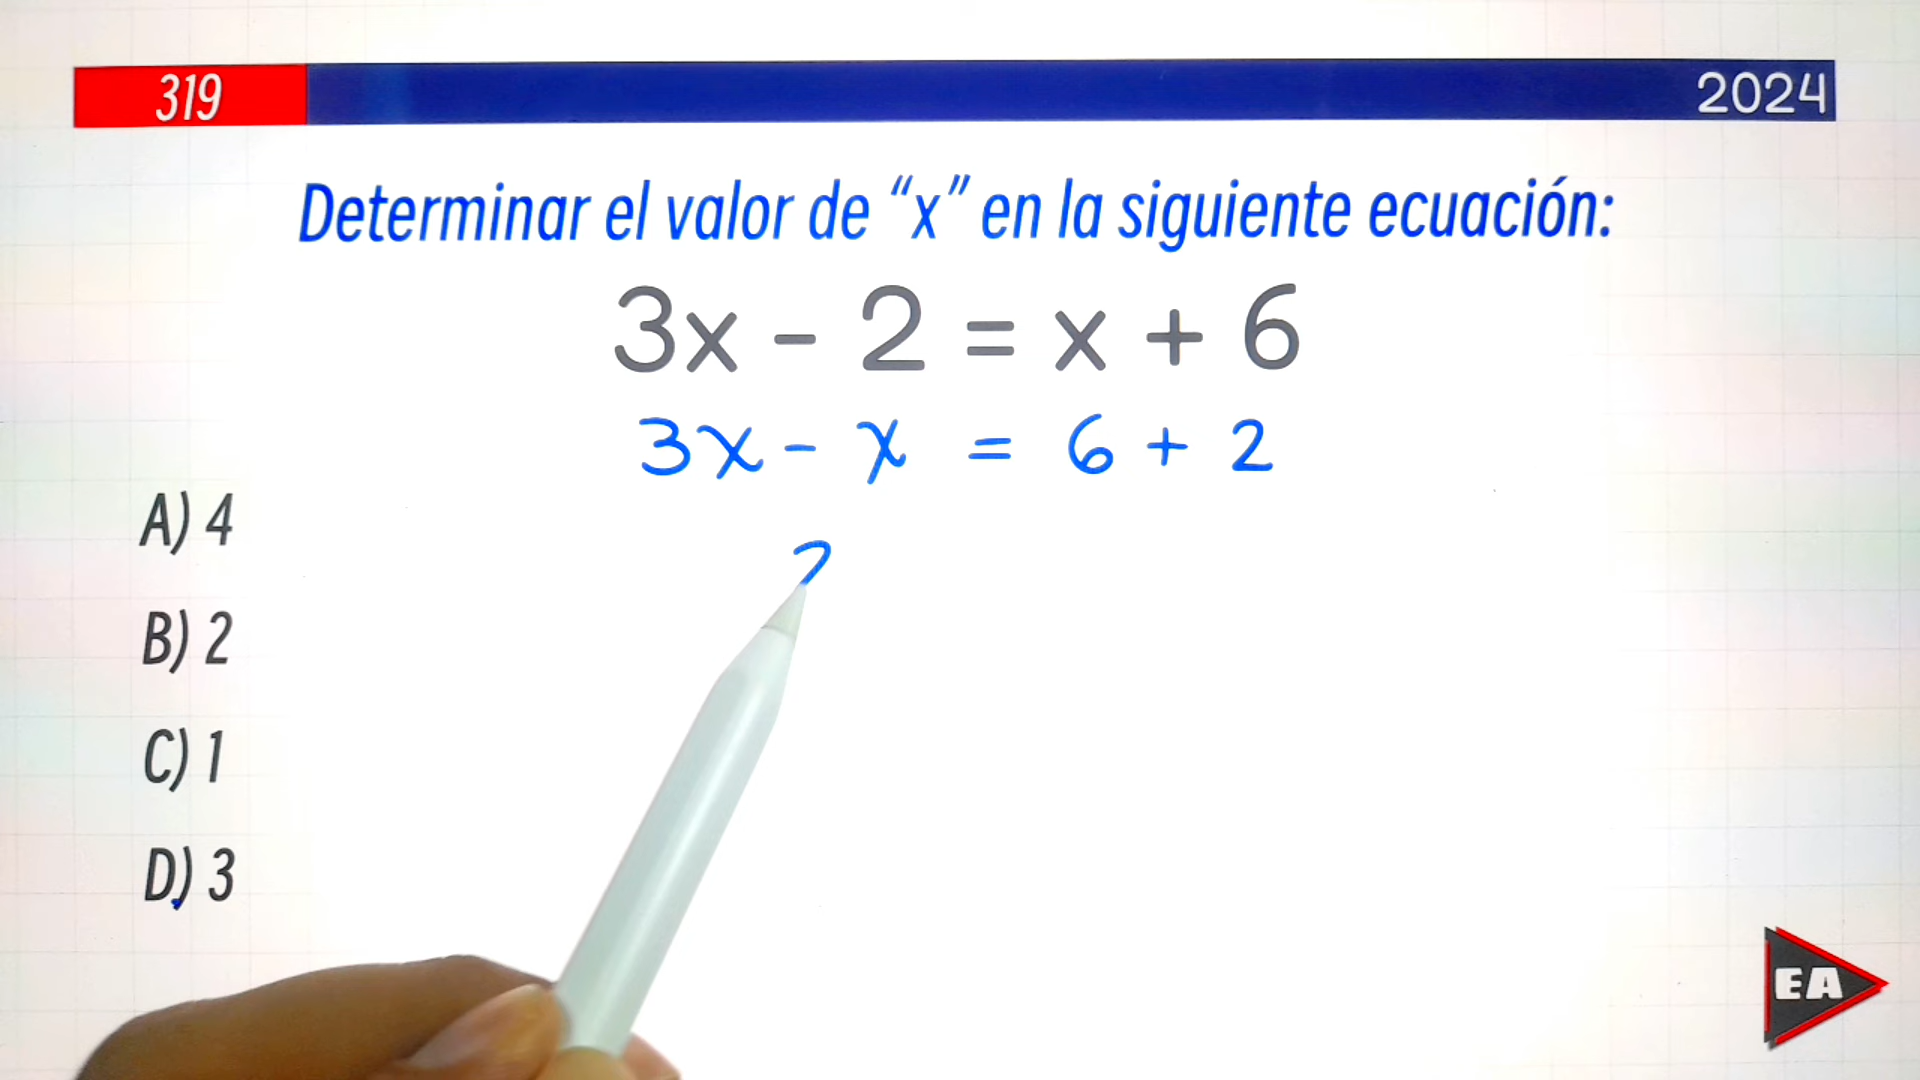 319
2024
Determinar el valor de “x” en la siguiente ecuación:
3x - 2 = x + 6
3x - x = 6 + 2
A) 4
2
B) 2
C) 1
D) 3
EA